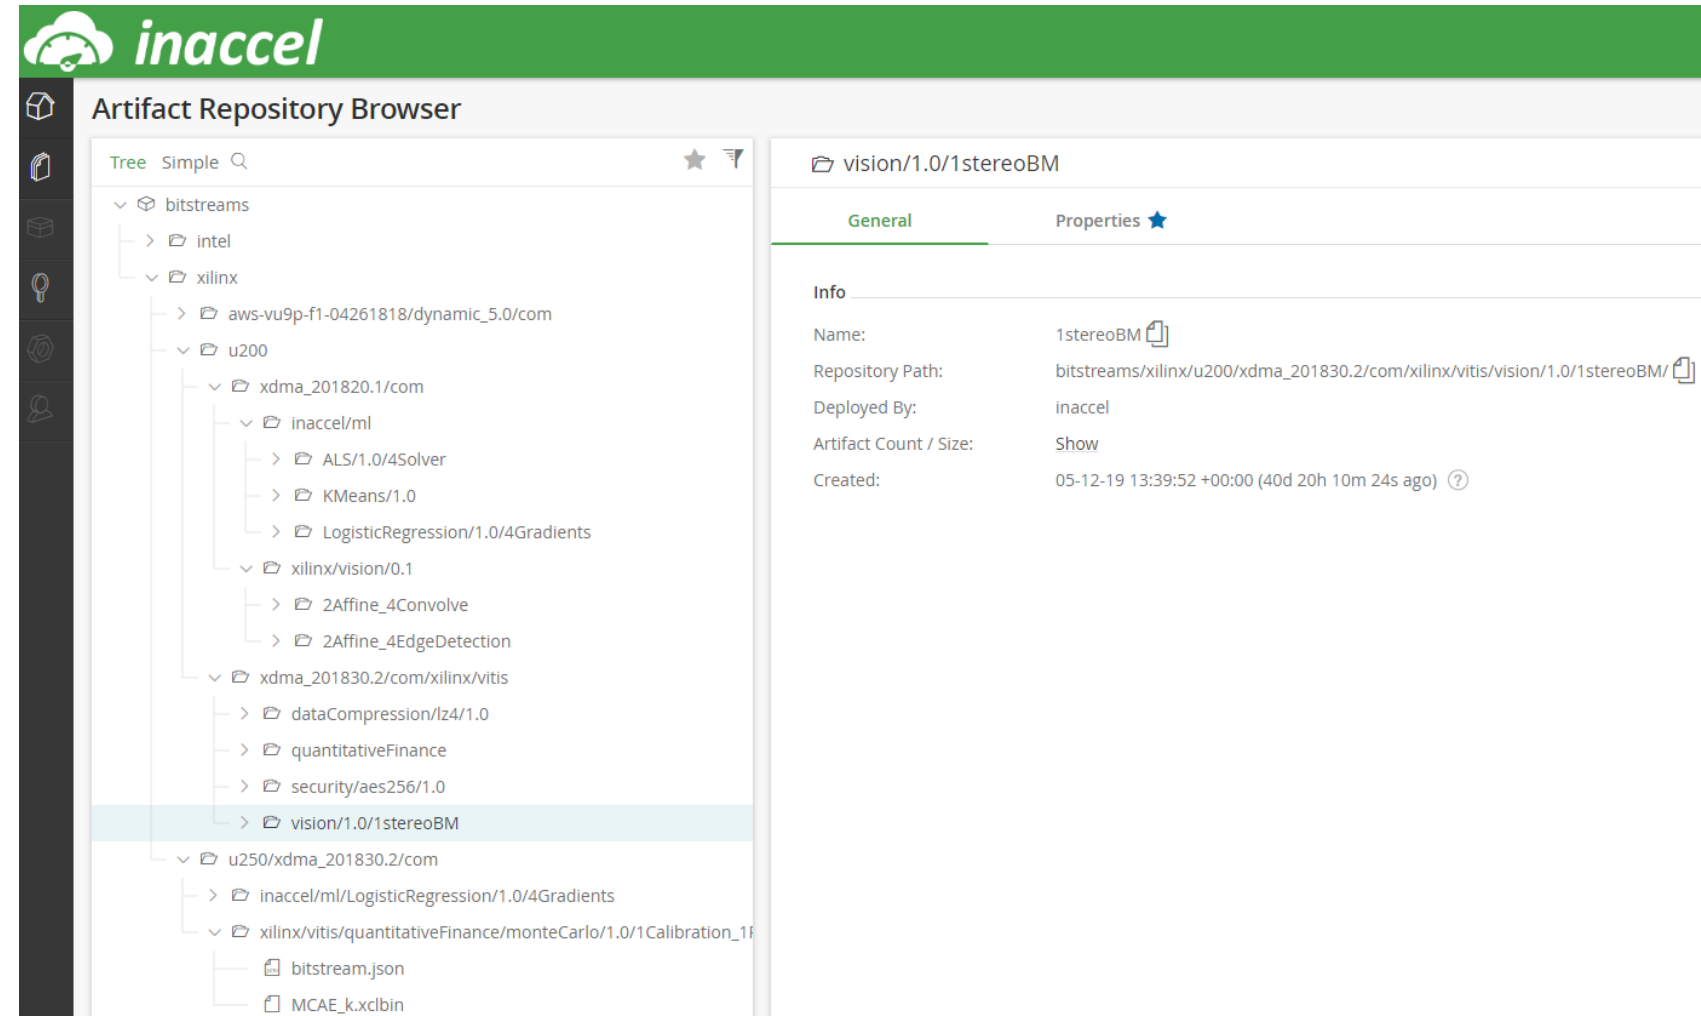 inaccel
Artifact Repository Browser
Tree Simple
bitstreams
intel
xilinx
aws-vu9p-f1-04261818/dynamic_5.0/com
u200
xdma_201820.1/com
inaccel/ml
ALS/1.0/4Solver
KMeans/1.0
LogisticRegression/1.0/4Gradients
xilinx/vision/0.1
2Affine_4Convolve
2Affine_4EdgeDetection
xdma_201830.2/com/xilinx/vitis
dataCompression/lz4/1.0
quantitativeFinance
security/aes256/1.0
vision/1.0/1stereoBM
u250/xdma_201830.2/com
inaccel/ml/LogisticRegression/1.0/4Gradients
xilinx/vitis/quantitativeFinance/monteCarlo/1.0/1Calibration_1
bitstream.json
MCAE_k.xclbin
vision/1.0/1stereoBM
General Properties
Info
Name: 1stereoBM
Repository Path: bitstreams/xilinx/u200/xdma_201830.2/com/xilinx/vitis/vision/1.0/1stereoBM/
Deployed By: inaccel
Artifact Count / Size: Show
Created: 05-12-19 13:39:52 +00:00 (40d 20h 10m 24s ago) ?